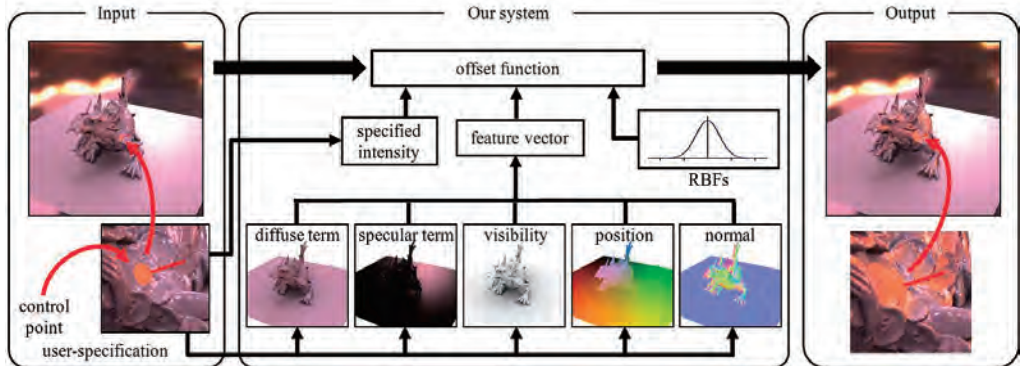 Input
Our system
Output
offset function
specified
intensity
feature vector
RBFs
diffuse term
specular term
visibility
position
normal
control
point
user-specification